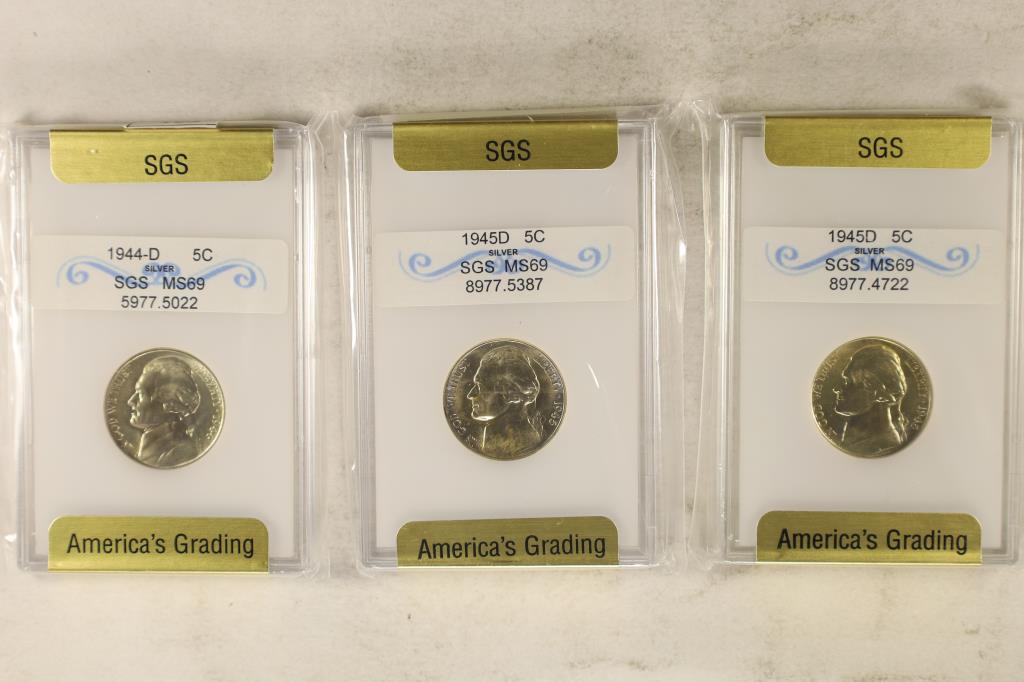 SGS
1944-D 5C
SILVER
SGS MS69
5977.5022
America's Grading
SGS
1945D 5C
SILVER
SGS MS69
8977.5387
LIBERTY
America's Grading
SGS
1945D 5C
SILVER
SGS MS69
8977.4722
America's Grading